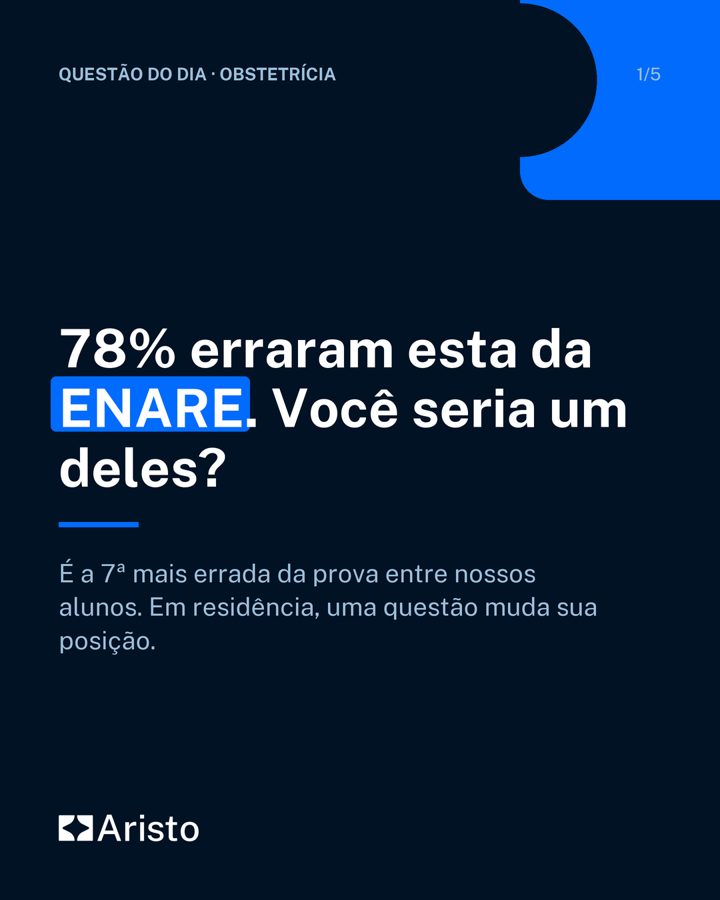 QUESTÃO DO DIA · OBSTETRÍCIA
1/5
78% erraram esta da
ENARE. Você seria um
deles?
É a 7ª mais errada da prova entre nossos
alunos. Em residência, uma questão muda sua
posição.
Aristo